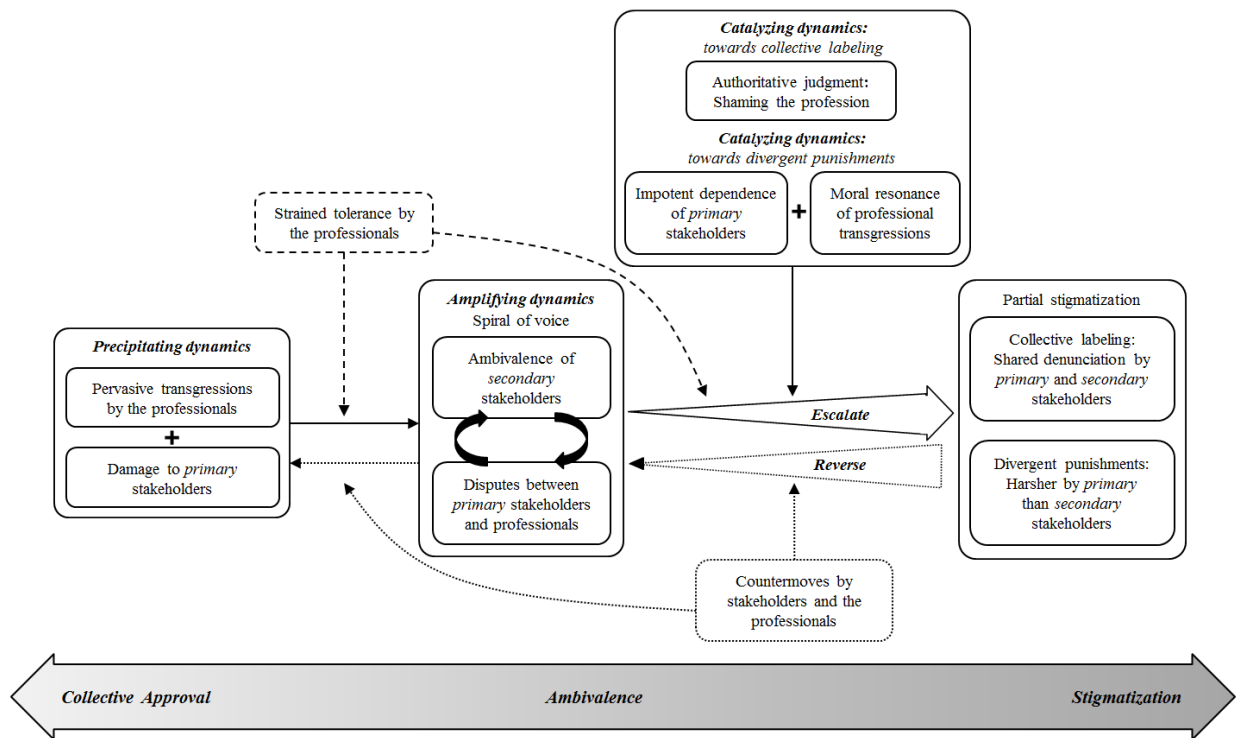 Catalyzing dynamics:
towards collective labeling
Authoritative judgment:
Shaming the profession
Catalyzing dynamics:
towards divergent punishments
Impotent dependence
of primary
stakeholders
+
Moral resonance
of professional
transgressions
Strained tolerance by
the professionals
Precipitating dynamics
Pervasive transgressions
by the professionals
+
Damage to primary
stakeholders
Amplifying dynamics
Spiral of voice
Ambivalence of
secondary
stakeholders
Disputes between
primary stakeholders
and professionals
Escalate
Reverse
Partial stigmatization
Collective labeling:
Shared denunciation by
primary and secondary
stakeholders
Divergent punishments:
Harsher by primary
than secondary
stakeholders
Countermoves by
stakeholders and the
professionals
Collective Approval
Ambivalence
Stigmatization